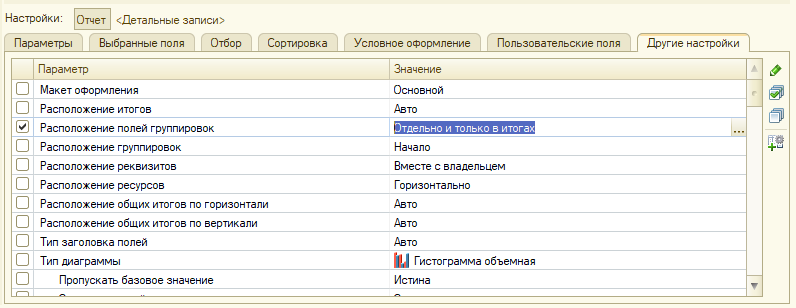 Настройки: Отчет <Детальные записи>
Параметры Выбранные поля Отбор Сортировка Условное оформление Пользовательские поля Другие настройки
Параметр Значение
Макет оформления Основной
Расположение итогов Авто
Расположение полей группировок Отдельно и только в итогах ...
Расположение группировок Начало
Расположение реквизитов Вместе с владельцем
Расположение ресурсов Горизонтально
Расположение общих итогов по горизонтали Авто
Расположение общих итогов по вертикали Авто
Тип заголовка полей Авто
Тип диаграммы Гистограмма объемная
Пропускать базовое значение Истина